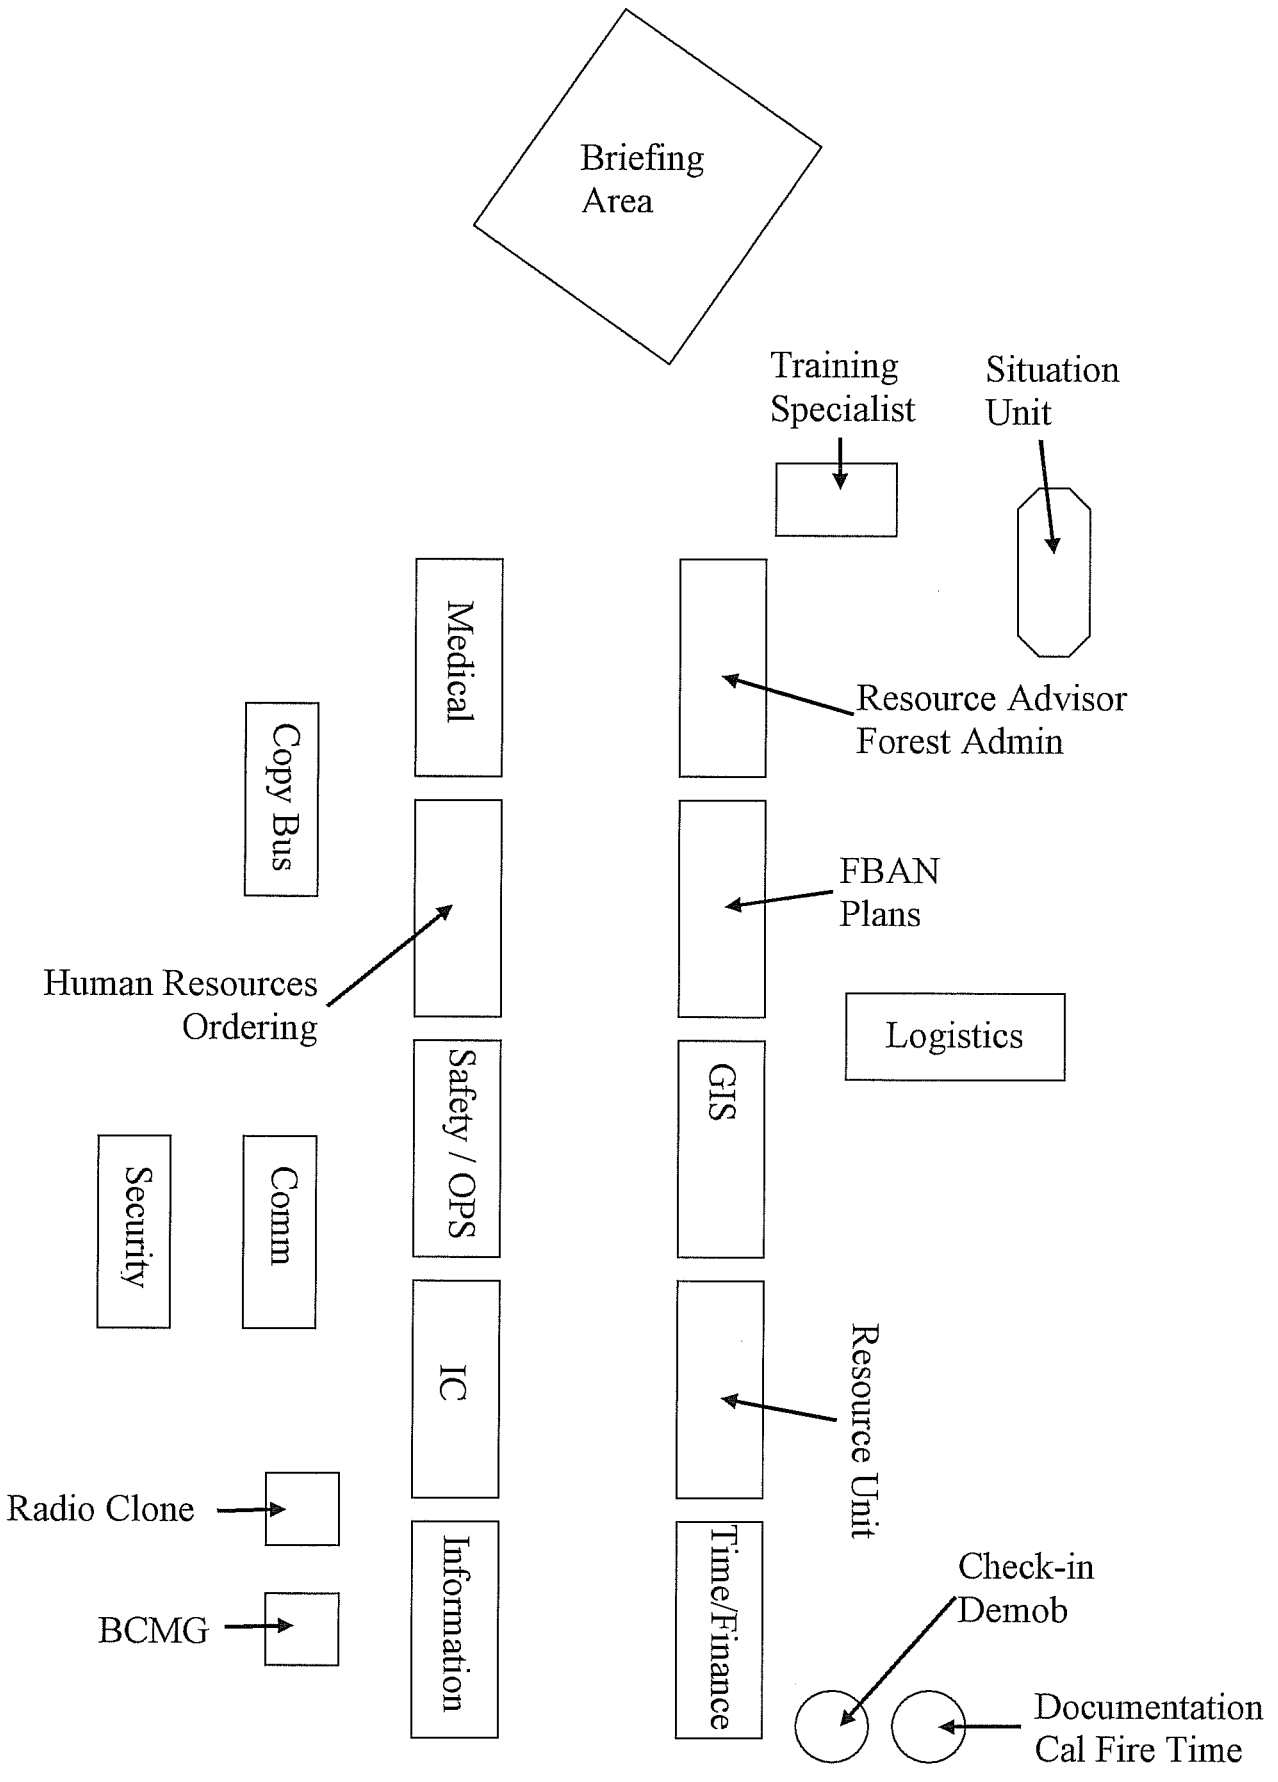 Briefing
Area
Training
Specialist
Situation
Unit
Medical
Resource Advisor
Forest Admin
Copy Bus
FBAN
Plans
Human Resources
Ordering
Logistics
Safety / OPS
GIS
Security
Comm
IC
Resource Unit
Radio Clone
Information
Time/Finance
Check-in
Demob
BCMG
Documentation
Cal Fire Time